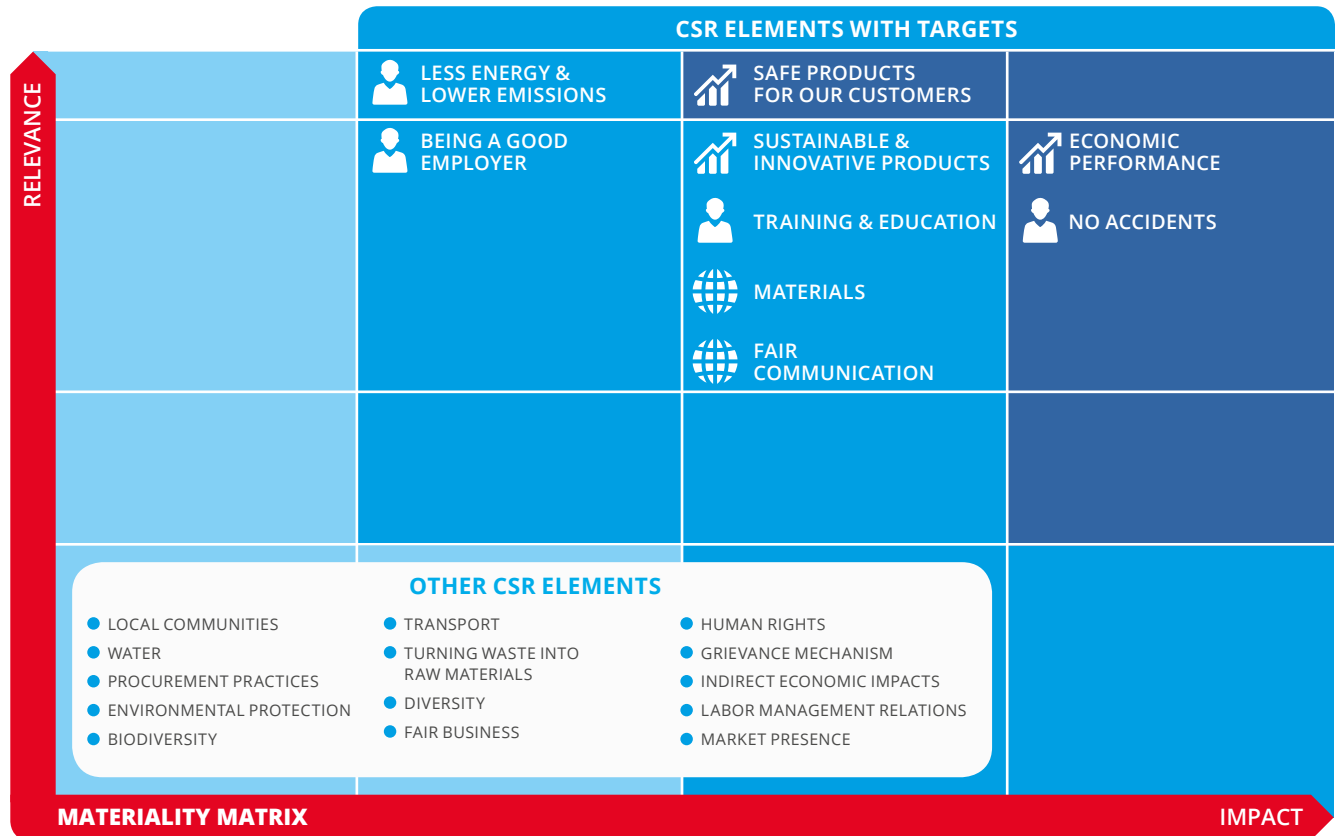 CSR ELEMENTS WITH TARGETS
RELEVANCE
LESS ENERGY &
LOWER EMISSIONS
SAFE PRODUCTS
FOR OUR CUSTOMERS
BEING A GOOD
EMPLOYER
SUSTAINABLE &
INNOVATIVE PRODUCTS
TRAINING & EDUCATION
MATERIALS
FAIR
COMMUNICATION
ECONOMIC
PERFORMANCE
NO ACCIDENTS
OTHER CSR ELEMENTS
LOCAL COMMUNITIES
WATER
PROCUREMENT PRACTICES
ENVIRONMENTAL PROTECTION
BIODIVERSITY
TRANSPORT
TURNING WASTE INTO
RAW MATERIALS
DIVERSITY
FAIR BUSINESS
HUMAN RIGHTS
GRIEVANCE MECHANISM
INDIRECT ECONOMIC IMPACTS
LABOR MANAGEMENT RELATIONS
MARKET PRESENCE
MATERIALITY MATRIX
IMPACT